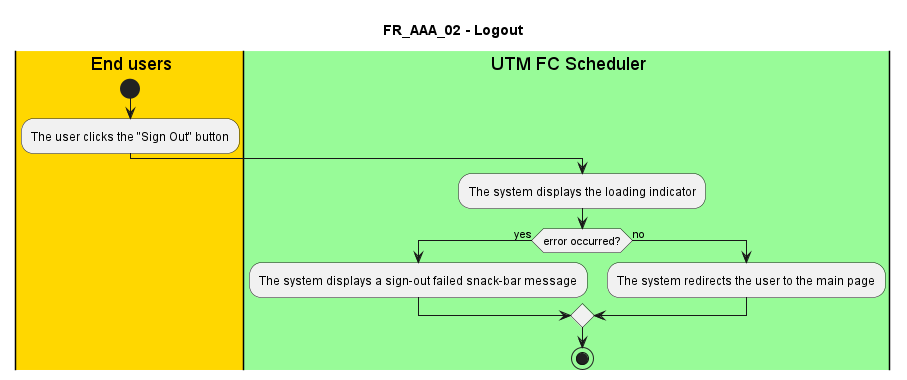 FR_AAA_02 - Logout
End users
UTM FC Scheduler
The user clicks the "Sign Out" button
The system displays the loading indicator
yes
error occurred?
no
The system displays a sign-out failed snack-bar message
The system redirects the user to the main page